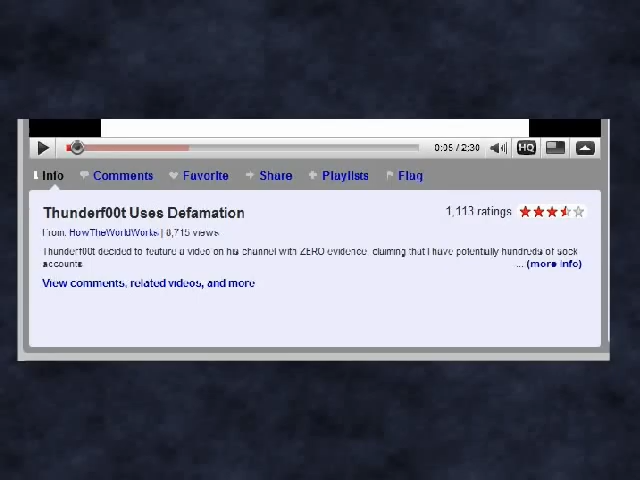 0:05 / 2:30 HQ
Info Comments Favorite Share Playlists Flag
Thunderf00t Uses Defamation 1,113 ratings
From: HowTheWorldWorks | 8,715 views
Thunderf00t decided to feature a video on his channel with ZERO evidence, claiming that I have potentially hundreds of sock
accounts. ... (more info)
View comments, related videos, and more